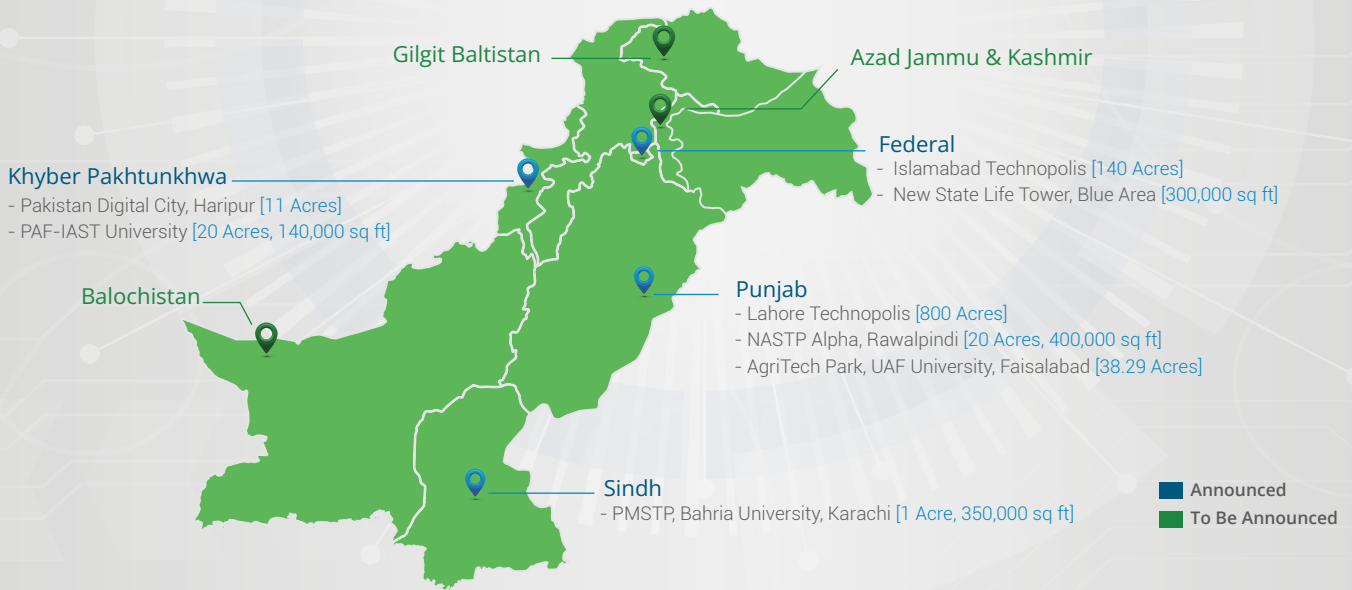 Gilgit Baltistan
Azad Jammu & Kashmir
Federal
- Islamabad Technopolis [140 Acres]
- New State Life Tower, Blue Area [300,000 sq ft]
Khyber Pakhtunkhwa
- Pakistan Digital City, Haripur [11 Acres]
- PAF-IAST University [20 Acres, 140,000 sq ft]
Balochistan
Punjab
- Lahore Technopolis [800 Acres]
- NASTP Alpha, Rawalpindi [20 Acres, 400,000 sq ft]
- AgriTech Park, UAF University, Faisalabad [38.29 Acres]
Sindh
- PMSTP, Bahria University, Karachi [1 Acre, 350,000 sq ft]
Announced
To Be Announced